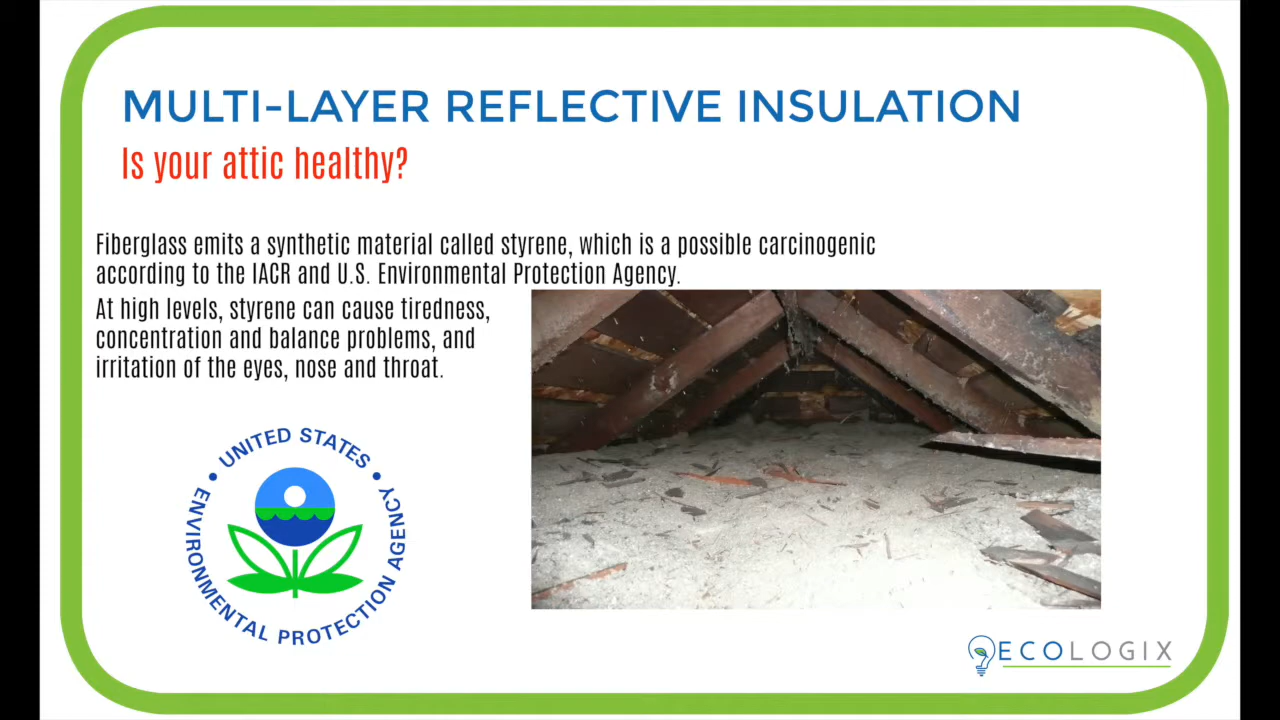 MULTI-LAYER REFLECTIVE INSULATION
Is your attic healthy?
Fiberglass emits a synthetic material called styrene, which is a possible carcinogenic
according to the IACR and U.S. Environmental Protection Agency.
At high levels, styrene can cause tiredness,
concentration and balance problems, and
irritation of the eyes, nose and throat.
UNITED STATES
ENVIRONMENTAL PROTECTION AGENCY
ECOLOGIX